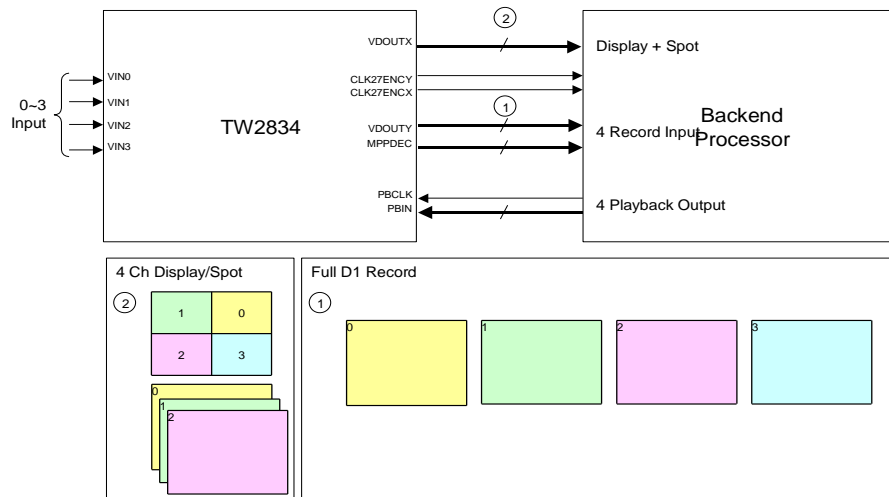 2
VDOUTX
Display + Spot
VIN0
CLK27ENCY
CLK27ENCX
0~3
Input
VIN1
1
VIN2
TW2834
VDOUTY
Backend
Processor
4 Record Input
MPPDEC
VIN3
PBCLK
PBIN
4 Playback Output
4 Ch Display/Spot
2
1
0
2
3
0
1
2
Full D1 Record
1
0
1
2
3